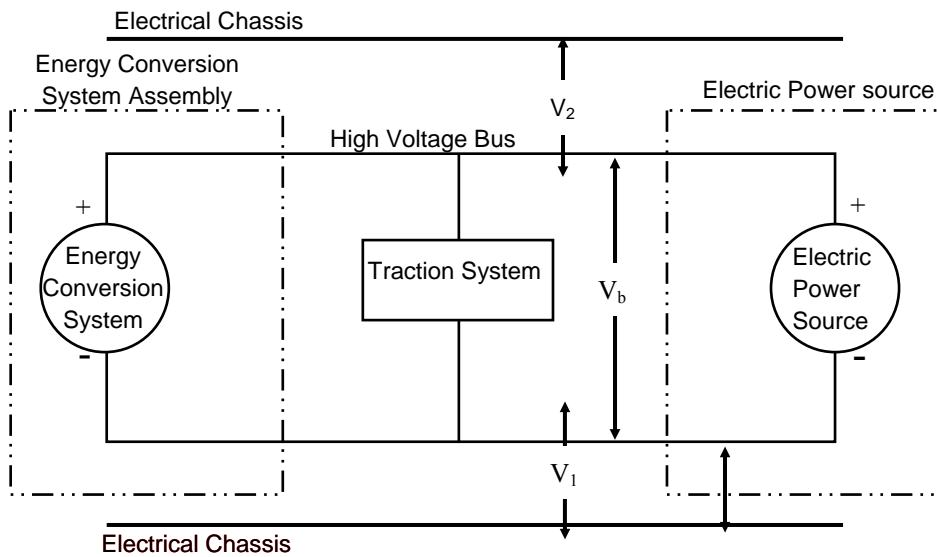 Electrical Chassis
Energy Conversion
System Assembly
Electric Power source
V2
High Voltage Bus
+
+
Energy
Conversion
System
Traction System
Vb
Electric
Power
Source
-
-
V1
Electrical Chassis